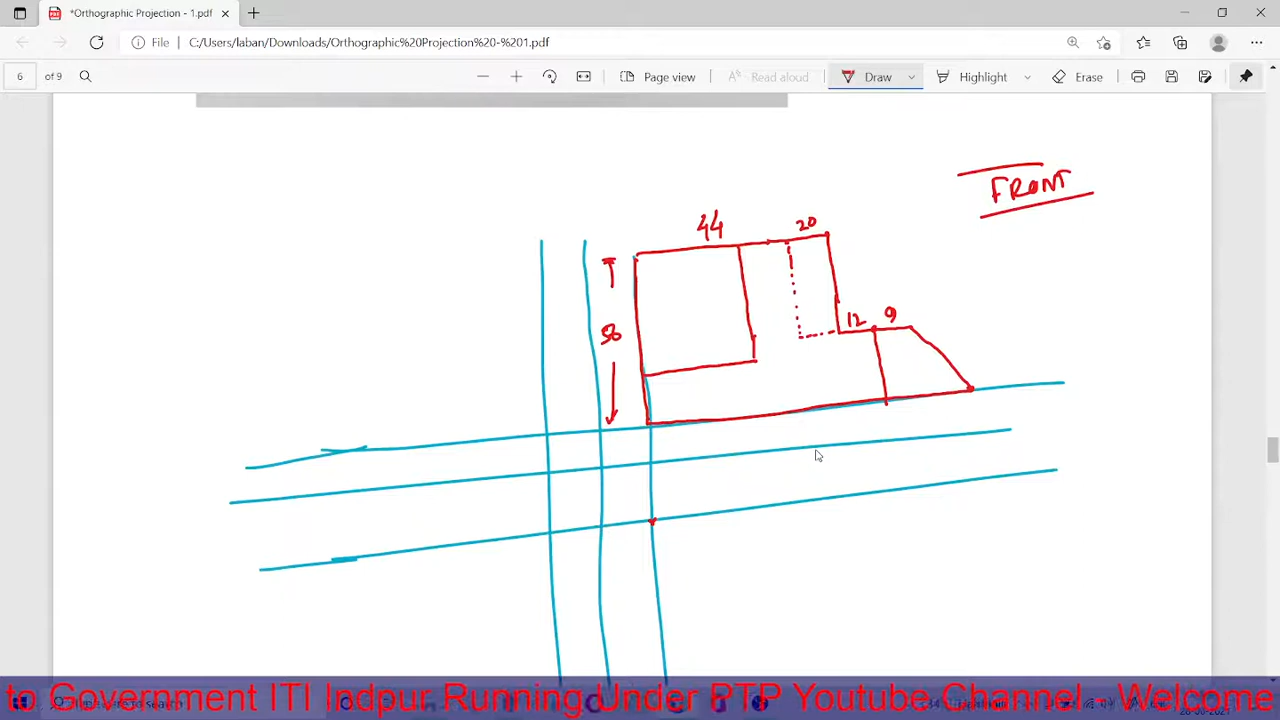 *Orthographic Projection - 1.pdf
File
C:/Users/laban/Downloads/Orthographic%20Projection%20-%201.pdf
6 of 9
Page view
Read aloud
Draw
Highlight
Erase
FRONT
44
20
12
9
to Government ITI Indpur Running Under PTP Youtube Channel - Welcome